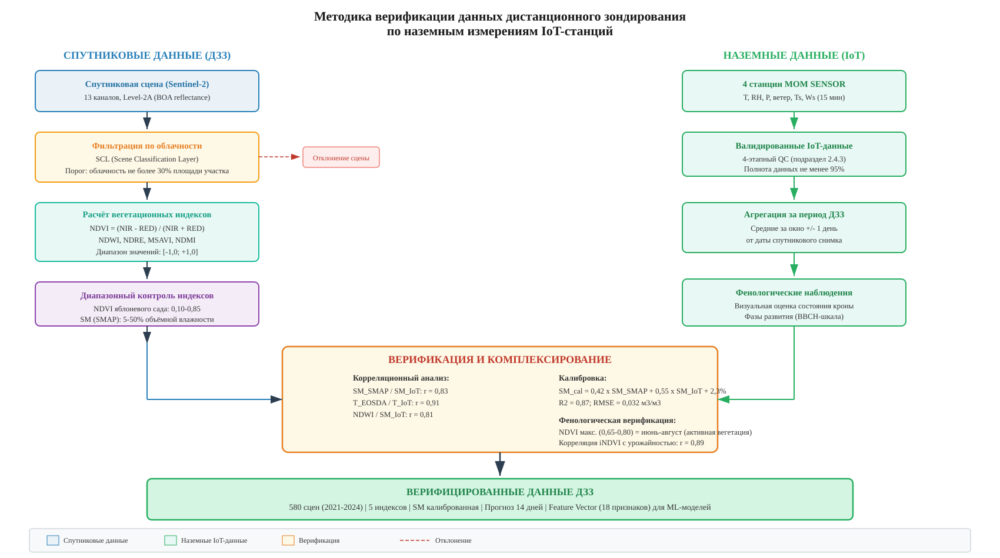 Методика верификации данных дистанционного зондирования
по наземным измерениям IoT-станций
СПУТНИКОВЫЕ ДАННЫЕ (ДЗЗ)
Спутниковая сцена (Sentinel-2)
13 каналов, Level-2A (BOA reflectance)
Фильтрация по облачности
SCL (Scene Classification Layer)
Порог: облачность не более 30% площади участка
Отклонение сцены
Расчёт вегетационных индексов
NDVI = (NIR - RED) / (NIR + RED)
NDWI, NDRE, MSAVI, NDMI
Диапазон значений: [-1,0; +1,0]
Диапазонный контроль индексов
NDVI яблоневого сада: 0,10-0,85
SM (SMAP): 5-50% объёмной влажности
НАЗЕМНЫЕ ДАННЫЕ (IoT)
4 станции MOM SENSOR
T, RH, P, ветер, Ts, Ws (15 мин)
Валидированные IoT-данные
4-этапный QC (подраздел 2.4.3)
Полнота данных не менее 95%
Агрегация за период ДЗЗ
Средние за окно +/- 1 день
от даты спутникового снимка
Фенологические наблюдения
Визуальная оценка состояния кроны
Фазы развития (BBCH-шкала)
ВЕРИФИКАЦИЯ И КОМПЛЕКСИРОВАНИЕ
Корреляционный анализ:
SM_SMAP / SM_IoT: r = 0,83
T_EOSDA / T_IoT: r = 0,91
NDWI / SM_IoT: r = 0,81
Калибровка:
SM_cal = 0,42 x SM_SMAP + 0,55 x SM_IoT + 2,3%
R2 = 0,87; RMSE = 0,032 м3/м3
Фенологическая верификация:
NDVI макс. (0,65-0,80) = июнь-август (активная вегетация)
Корреляция iNDVI с урожайностью: r = 0,89
ВЕРИФИЦИРОВАННЫЕ ДАННЫЕ ДЗЗ
580 сцен (2021-2024) | 5 индексов | SM калиброванная | Прогноз 14 дней | Feature Vector (18 признаков) для ML-моделей
Спутниковые данные
Наземные IoT-данные
Верификация
Отклонение